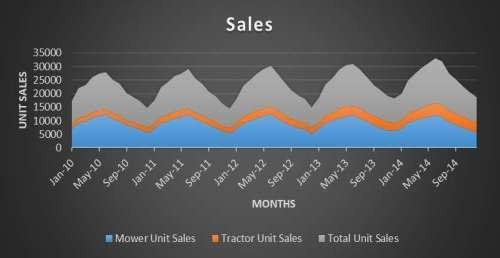 Sales
UNIT SALES
35000
30000
25000
20000
15000
10000
5000
0
Jan-10
May-10
Sep-10
Jan-11
May-11
Sep-11
Jan-12
May-12
Sep-12
Jan-13
May-13
Sep-13
Jan-14
May-14
Sep-14
MONTHS
Mower Unit Sales
Tractor Unit Sales
Total Unit Sales